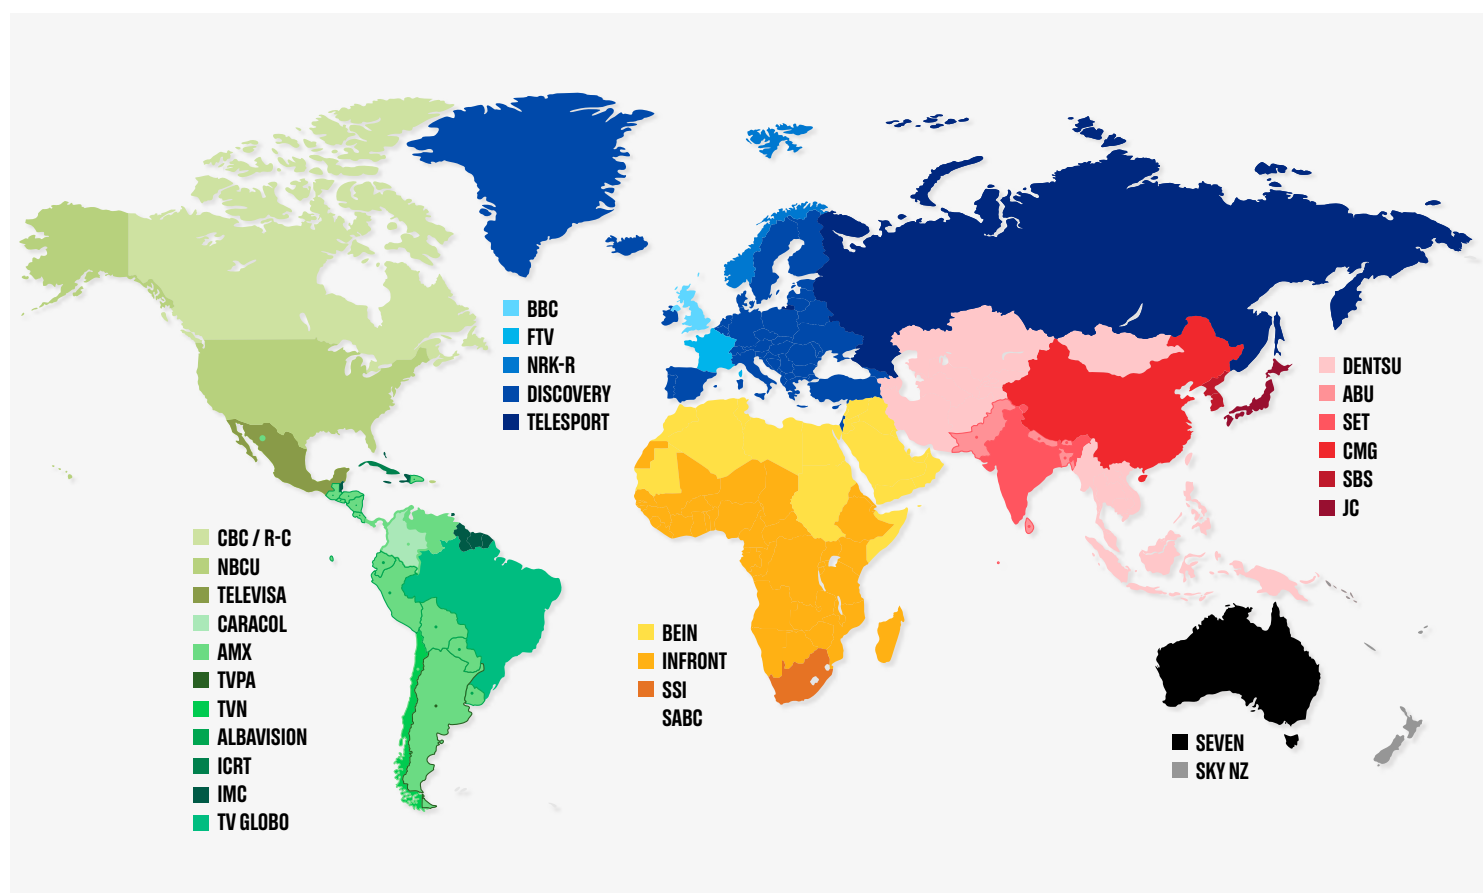 BBC
FTV
NRK-R
DISCOVERY
TELESPORT
DENTSU
ABU
SET
CMG
SBS
JC
CBC / R-C
NBCU
TELEVISA
CARACOL
AMX
TVPA
TVN
ALBAVISION
ICRT
IMC
TV GLOBO
BEIN
INFRONT
SSI
SABC
SEVEN
SKY NZ